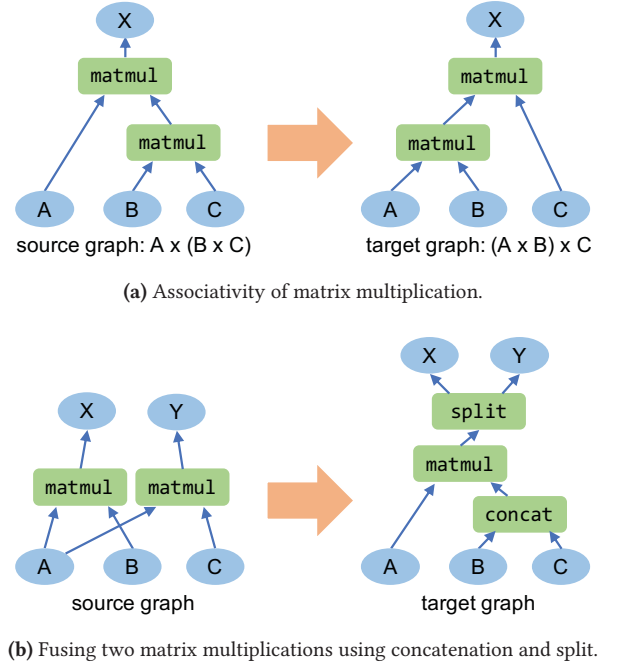 X X
matmul matmul
matmul matmul
A B C A B C
source graph: A x (B x C) target graph: (A x B) x C
(a) Associativity of matrix multiplication.
X Y
X Y split
matmul
matmul matmul concat
A B C A B C
source graph target graph
(b) Fusing two matrix multiplications using concatenation and split.